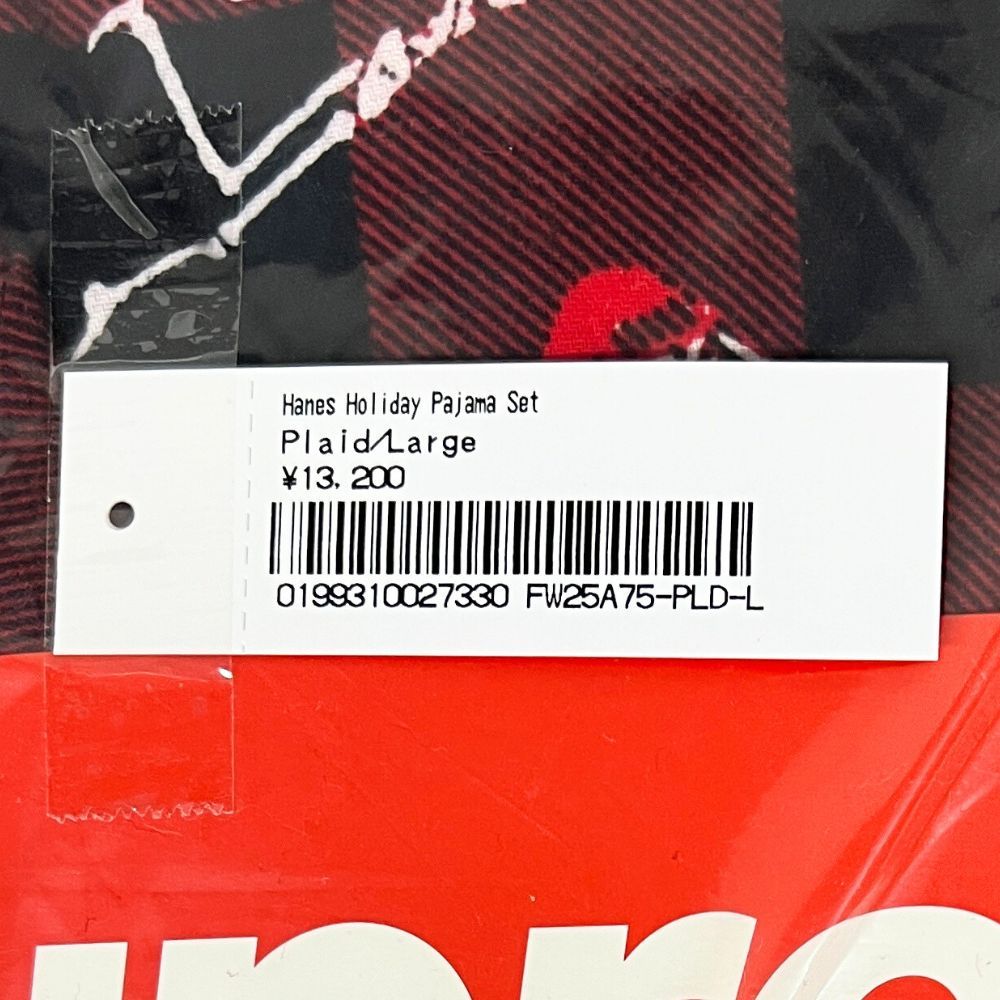 Hanes Holiday Pajama Set
Plaid/Large
¥13,200
0199310027330 FW25A75-PLD-L